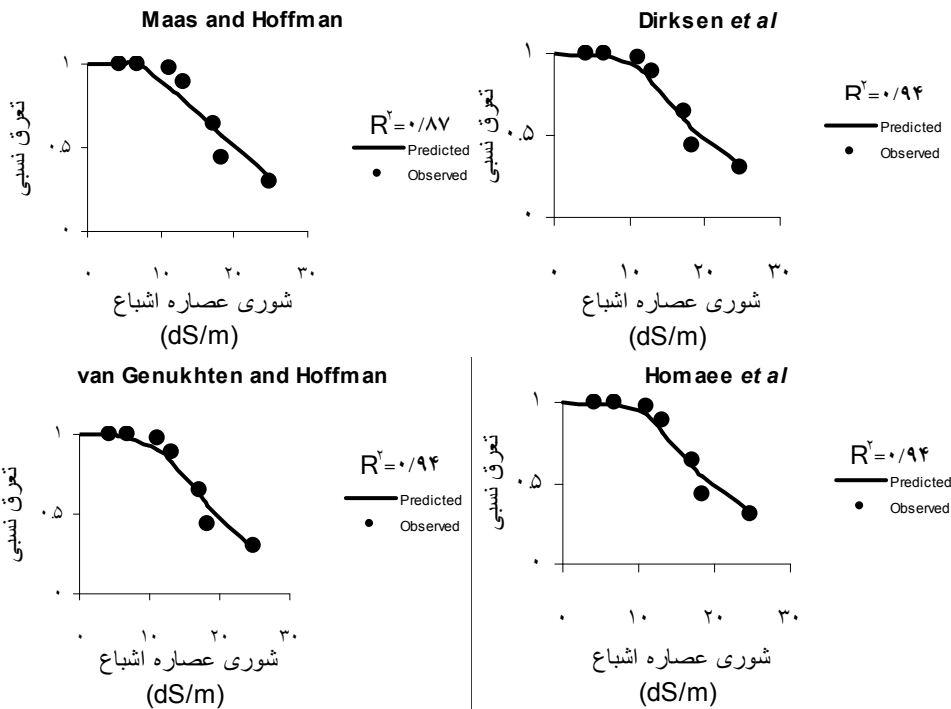 Maas and Hoffman
۱
۰.۵
۰
تعرق نسبی
R۲=۰/۸۷
Predicted
Observed
۰ ۱۰ ۲۰ ۳۰
شوری عصاره اشباع
(dS/m)
Dirksen et al
۱
۰.۵
۰
تعرق نسبی
R۲=۰/۹۴
Predicted
Observed
۰ ۱۰ ۲۰ ۳۰
شوری عصاره اشباع
(dS/m)
van Genukhten and Hoffman
۱
۰.۵
۰
تعرق نسبی
R۲=۰/۹۴
Predicted
Observed
۰ ۱۰ ۲۰ ۳۰
شوری عصاره اشباع
(dS/m)
Homaee et al
۱
۰.۵
۰
تعرق نسبی
R۲=۰/۹۴
Predicted
Observed
۰ ۱۰ ۲۰ ۳۰
شوری عصاره اشباع
(dS/m)